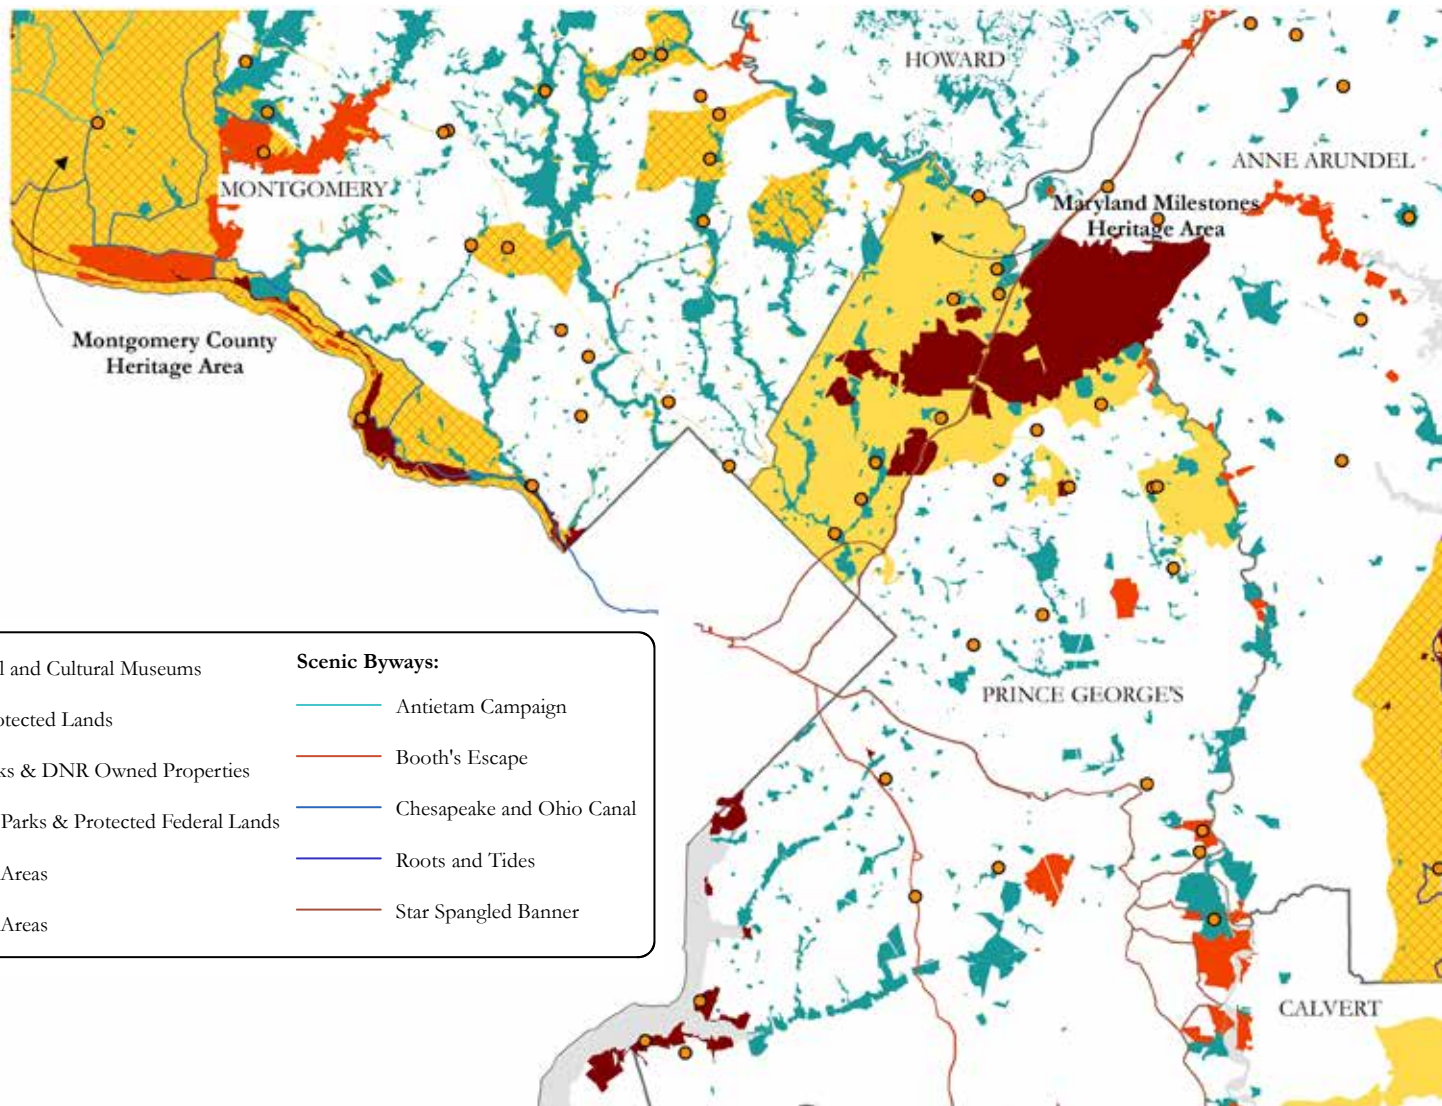 HOWARD
ANNE ARUNDEL
MONTGOMERY
Maryland Milestones
Heritage Area
Montgomery County
Heritage Area
PRINCE GEORGE'S
CALVERT
l and Cultural Museums
otected Lands
ks & DNR Owned Properties
Parks & Protected Federal Lands
Areas
Areas
Scenic Byways:
Antietam Campaign
Booth's Escape
Chesapeake and Ohio Canal
Roots and Tides
Star Spangled Banner